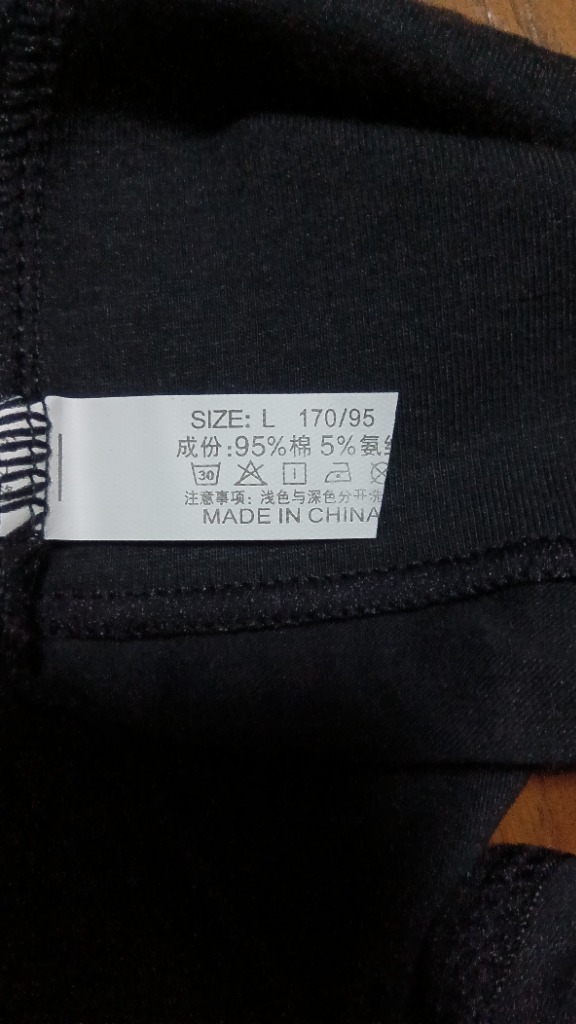 SIZE: L 170/95
成份:95%棉 5%氨
30
注意事项: 浅色与深色分开洗
MADE IN CHINA